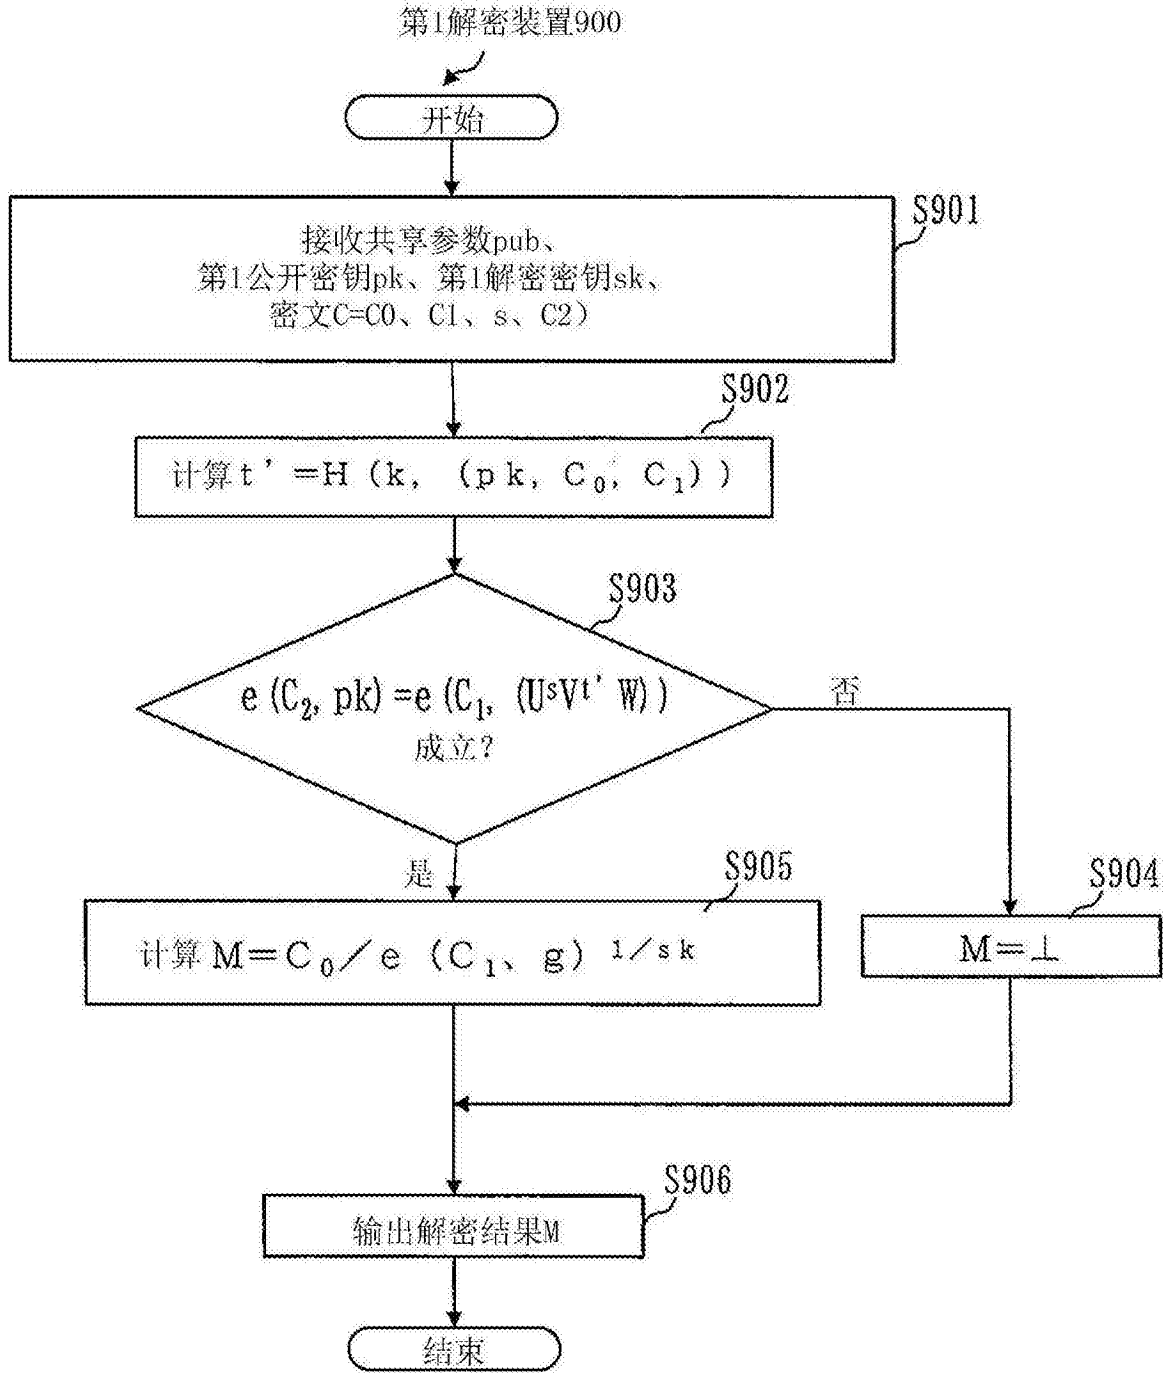 第1解密装置900
开始
S901
接收共享参数pub、
第1公开密钥pk、第1解密密钥sk、
密文C=C0、C1、s、C2）
S902
计算t’=H（k，（pk，C₀，C₁））
S903
e(C₂, pk)=e(C₁, (UˢVᵗ’W))
成立?
否
是
S905
计算M=C₀／e（C₁、g）¹／ˢᵏ
S904
M=⊥
S906
输出解密结果M
结束